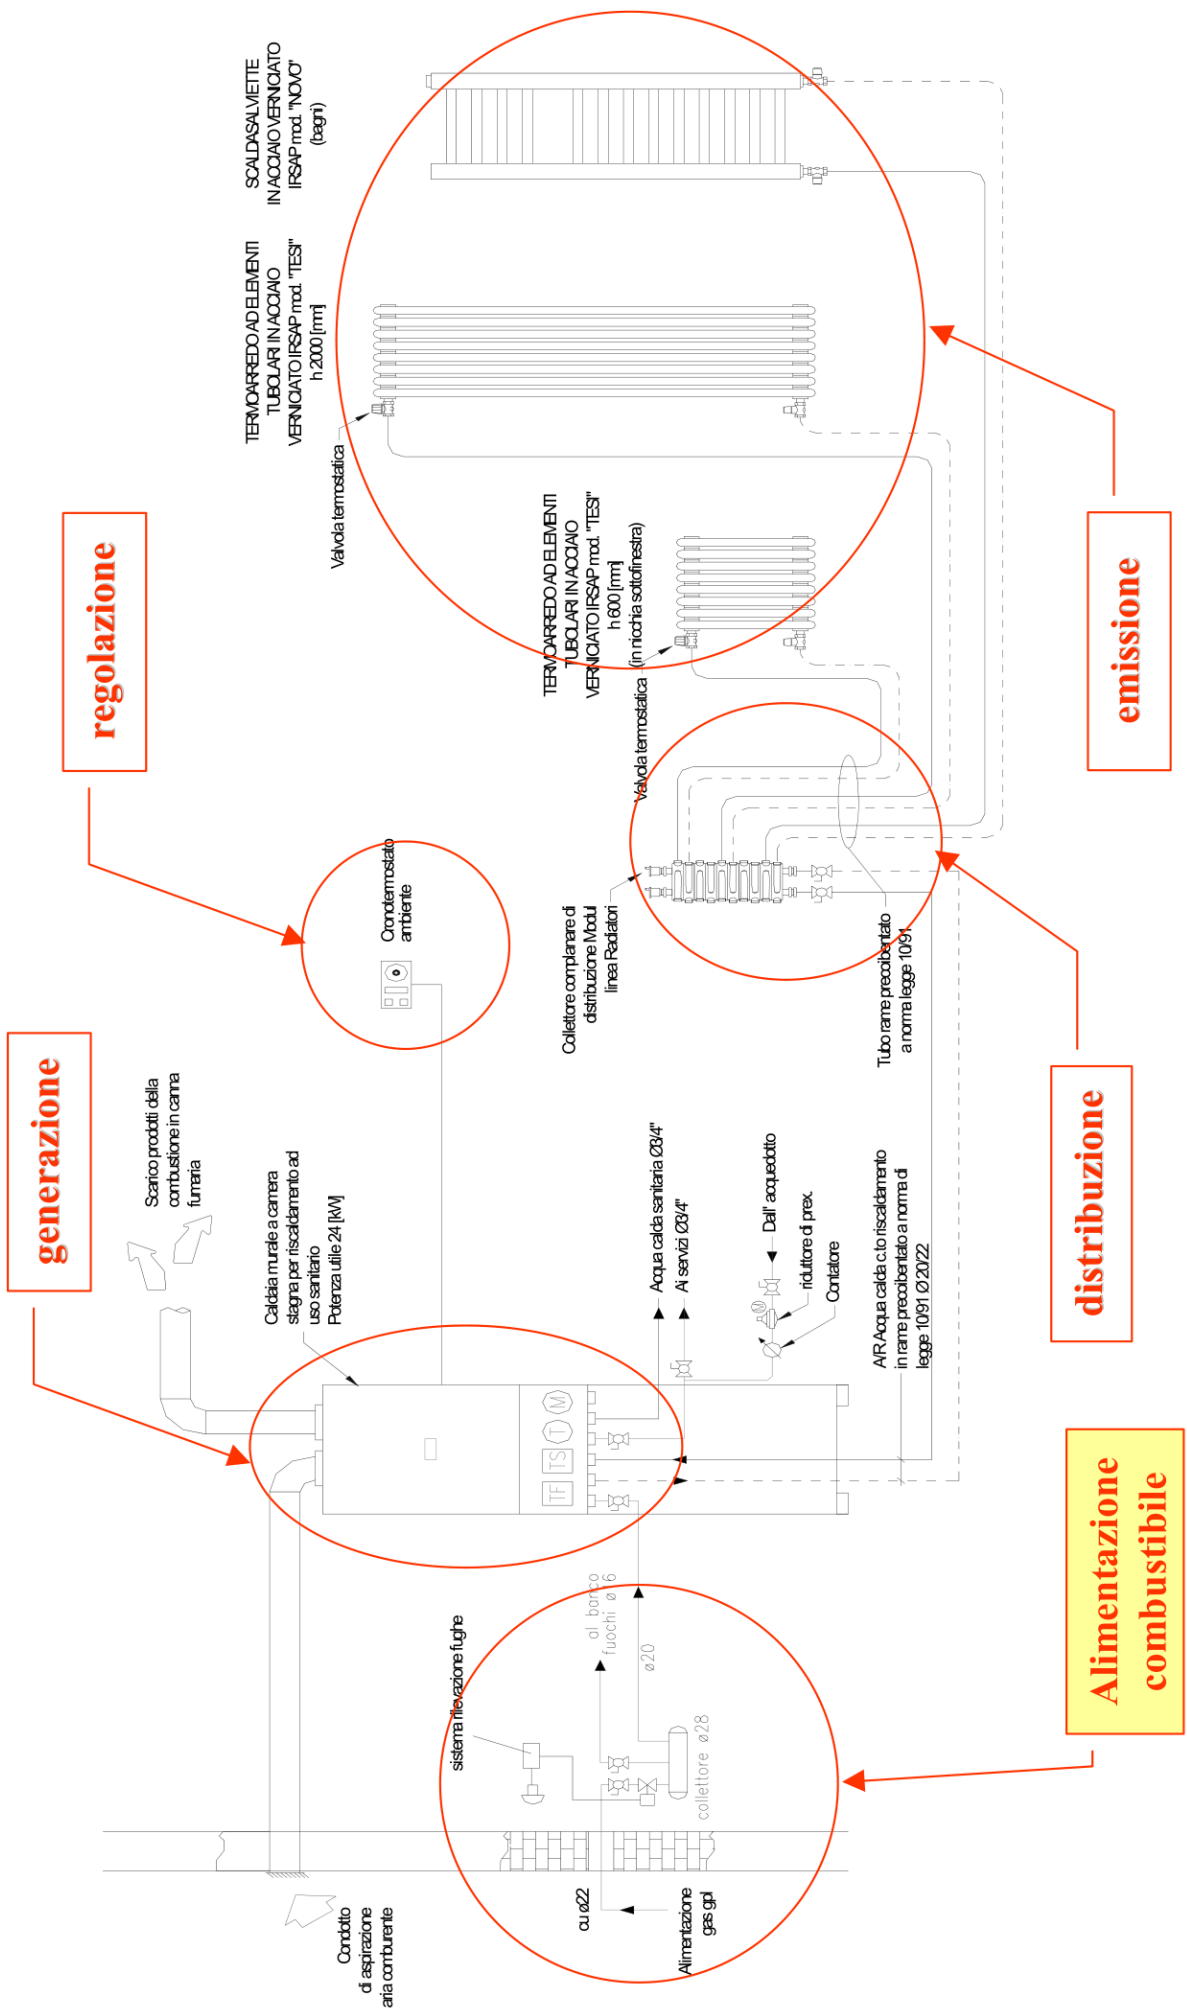 SCALDASALVIETTE
IN ACCIAIO VERNICIATO
IRSAP mod. "NOVO"
(bagni)
TERMOARREDO AD ELEMENTI
TUBOLARI IN ACCIAIO
VERNICIATO IRSAP mod. "TESI"
h 2000 [mm]
Valvola termostatica
TERMOARREDO AD ELEMENTI
TUBOLARI IN ACCIAIO
VERNICIATO IRSAP mod. "TESI"
h 600 [mm]
(in nicchia sottofinestra)
Valvola termostatica
regolazione
emissione
Cronotermostato
ambiente
Collettore complanare di
distribuzione Modul
linea Radiatori
Tubo rame precoibentato
a norma legge 10/91
generazione
distribuzione
Scarico prodotti della
combustione in canna
fumaria
Caldaia murale a camera
stagna per riscaldamento ad
uso sanitario
Potenza utile 24 [kW]
Acqua calda sanitaria Ø3/4"
Ai servizi Ø3/4"
Dall' acquedotto
riduttore di prex.
Contatore
M
A/R Acqua calda c.to riscaldamento
in rame precoibentato a norma di
legge 10/91 Ø 20/22
TF
TS
T
M
Alimentazione
combustibile
sistema rilevazione fughe
al banco
fuochi ø 16
ø20
collettore ø28
cu ø22
Alimentazione
gas gpl
Condotto
di aspirazione
aria comburente